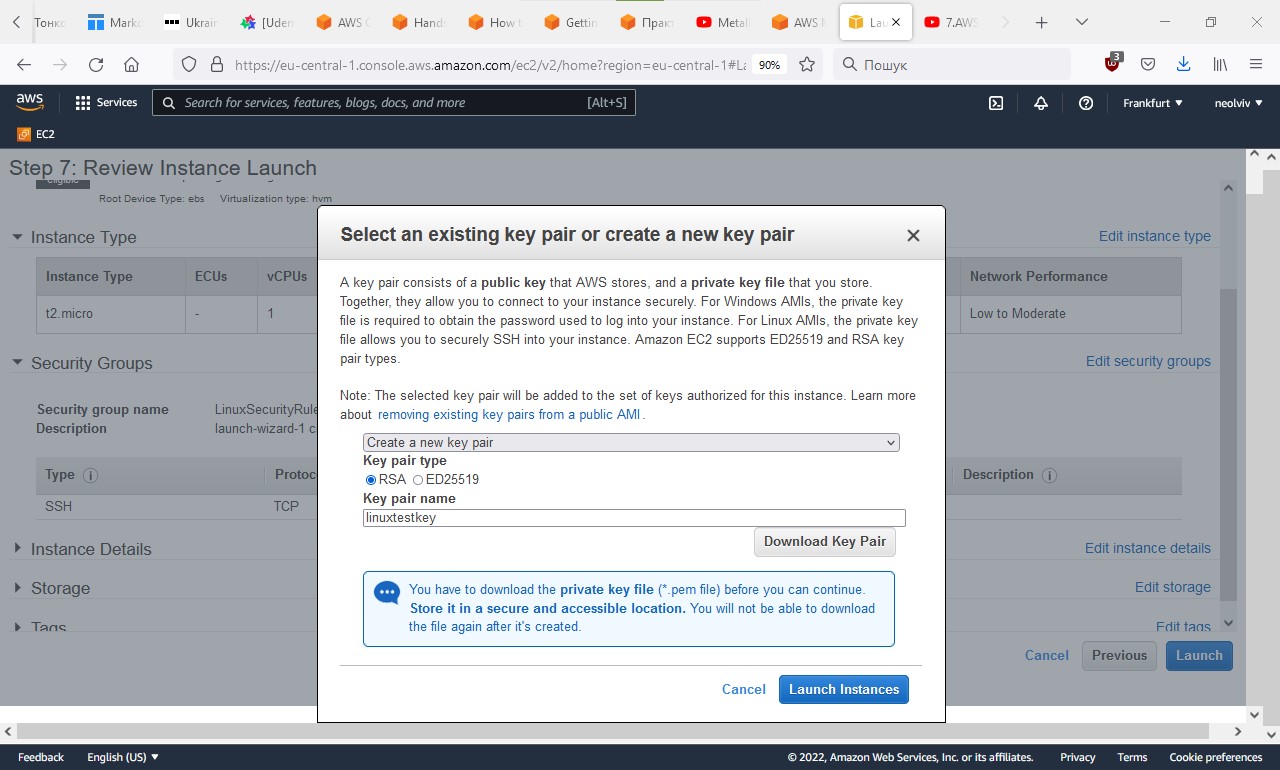 Тонко
Mark
Ukrai
[Uden
AWS
Hand
How t
Gettin
Практ
Metal
AWS
Lau
7.AWS
https://eu-central-1.console.aws.amazon.com/ec2/v2/home?region=eu-central-1#La
90%
Пошук
3
aws
Services
Search for services, features, blogs, docs, and more
[Alt+S]
Frankfurt
neolviv
EC2
Step 7: Review Instance Launch
Root Device Type: ebs Virtualization type: hvm
Instance Type
Edit instance type
Instance Type
ECUs
vCPUs
Network Performance
t2.micro
-
1
Low to Moderate
Security Groups
Edit security groups
Security group name
LinuxSecurityRule
Description
launch-wizard-1 c
Type
Protoc
Description
SSH
TCP
Instance Details
Edit instance details
Storage
Edit storage
Tags
Edit tags
Cancel
Previous
Launch
Select an existing key pair or create a new key pair
A key pair consists of a public key that AWS stores, and a private key file that you store.
Together, they allow you to connect to your instance securely. For Windows AMIs, the private key
file is required to obtain the password used to log into your instance. For Linux AMIs, the private key
file allows you to securely SSH into your instance. Amazon EC2 supports ED25519 and RSA key
pair types.
Note: The selected key pair will be added to the set of keys authorized for this instance. Learn more
about removing existing key pairs from a public AMI .
Create a new key pair
Key pair type
RSA ED25519
Key pair name
linuxtestkey
Download Key Pair
You have to download the private key file (*.pem file) before you can continue.
Store it in a secure and accessible location. You will not be able to download
the file again after it's created.
Cancel
Launch Instances
Feedback
English (US)
© 2022, Amazon Web Services, Inc. or its affiliates.
Privacy
Terms
Cookie preferences